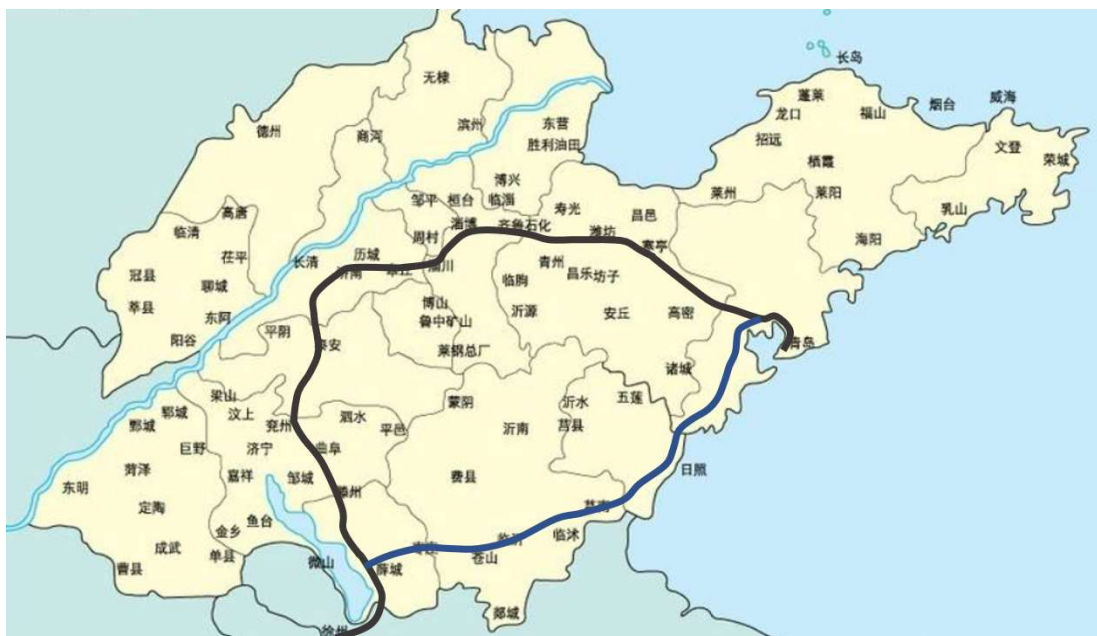 长岛
蓬莱
烟台
威海
龙口
福山
无棣
德州
滨州
东营
商河
胜利油田
招远
文登
栖霞
荣城
博兴
莱州
莱阳
邹平
桓台
临淄
寿光
昌邑
乳山
高唐
淄博
齐鲁石化
潍坊
临清
周村
寒亭
海阳
历城
茌平
长清
淄川
青州
冠县
济南
章丘
昌乐
坊子
临朐
聊城
莘县
博山
沂源
安丘
高密
东阿
鲁中矿山
平阴
阳谷
泰安
青岛
莱钢总厂
诸城
梁山
蒙阴
沂水
五莲
郓城
汶上
泗水
鄄城
兖州
平邑
沂南
莒县
巨野
济宁
曲阜
菏泽
嘉祥
邹城
费县
日照
东明
滕州
定陶
莒南
鱼台
金乡
临沭
临沂
成武
枣庄
单县
微山
苍山
曹县
薛城
郯城
徐州